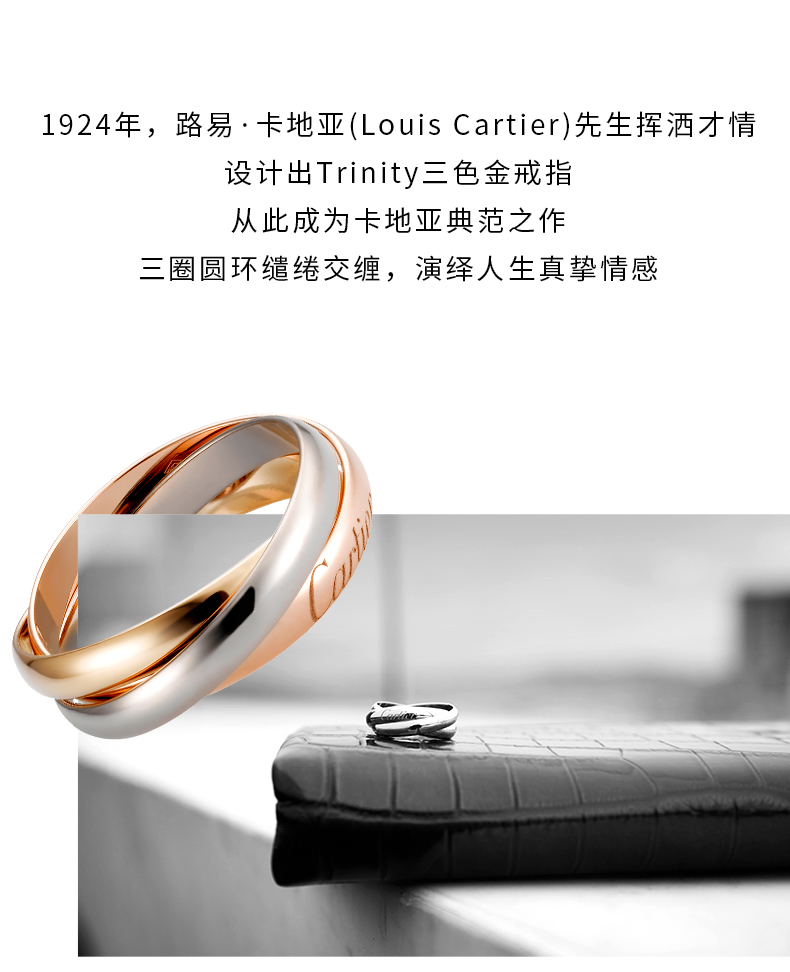 1924年，路易·卡地亚(Louis Cartier)先生挥洒才情
设计出Trinity三色金戒指
从此成为卡地亚典范之作
三圈圆环缱绻交缠，演绎人生真挚情感
Cartier
Cartier